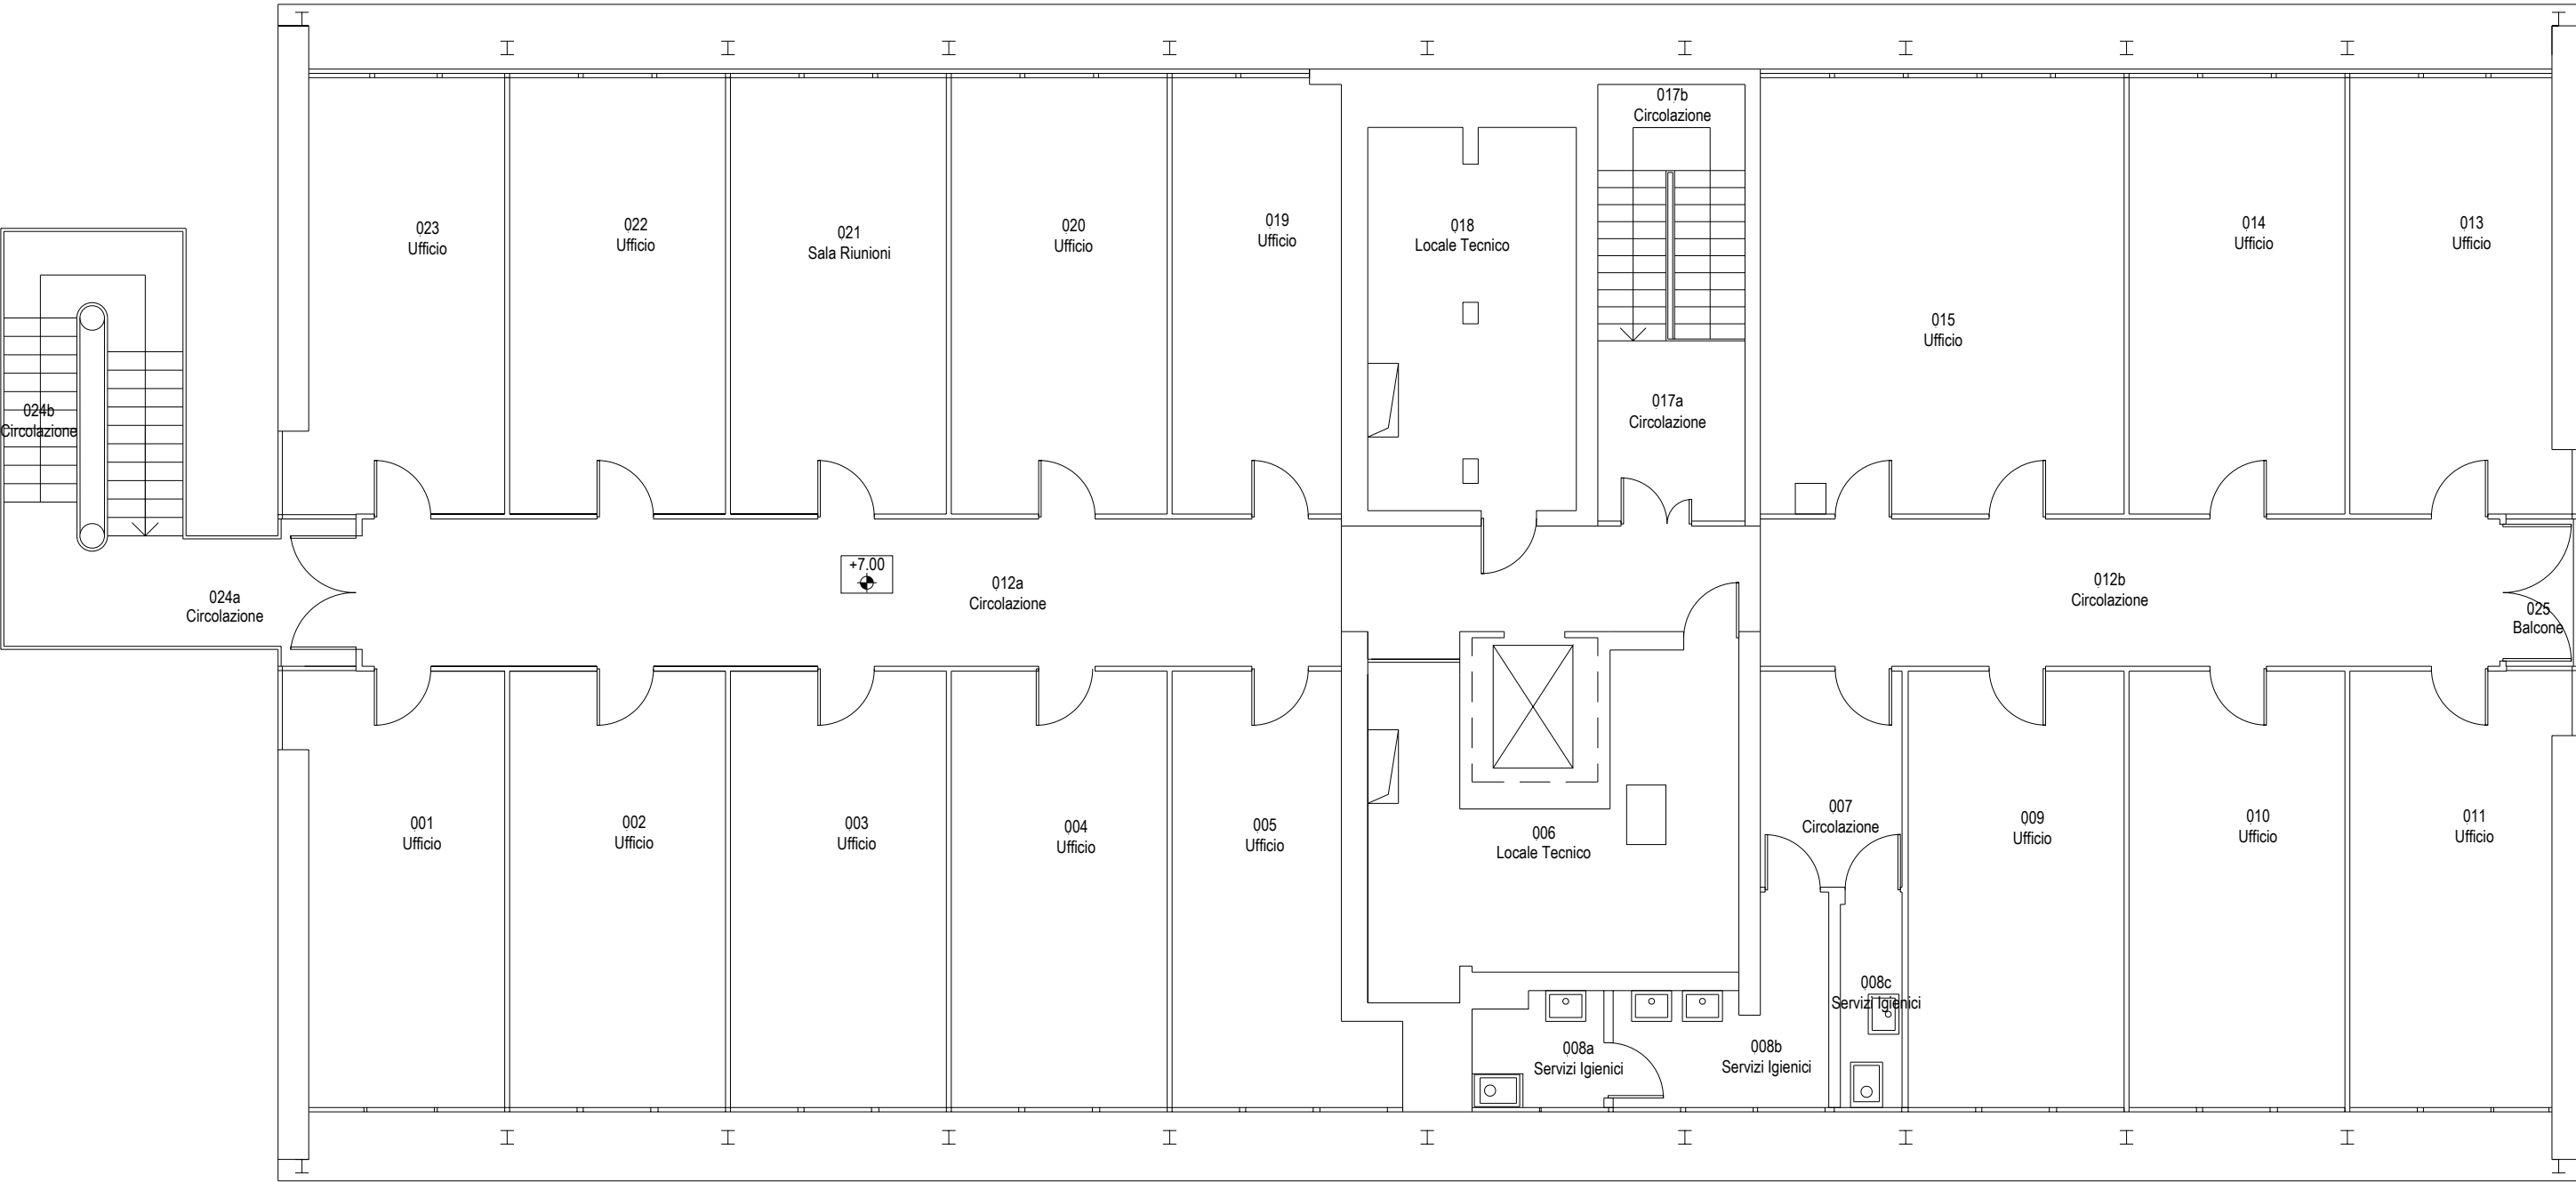 017b
Circolazione
023
Ufficio
022
Ufficio
021
Sala Riunioni
020
Ufficio
019
Ufficio
018
Locale Tecnico
014
Ufficio
013
Ufficio
015
Ufficio
017a
Circolazione
024b
Circolazione
+7.00
024a
Circolazione
012a
Circolazione
012b
Circolazione
025
Balcone
001
Ufficio
002
Ufficio
003
Ufficio
004
Ufficio
005
Ufficio
006
Locale Tecnico
007
Circolazione
009
Ufficio
010
Ufficio
011
Ufficio
008c
Servizi Igienici
008a
Servizi Igienici
008b
Servizi Igienici